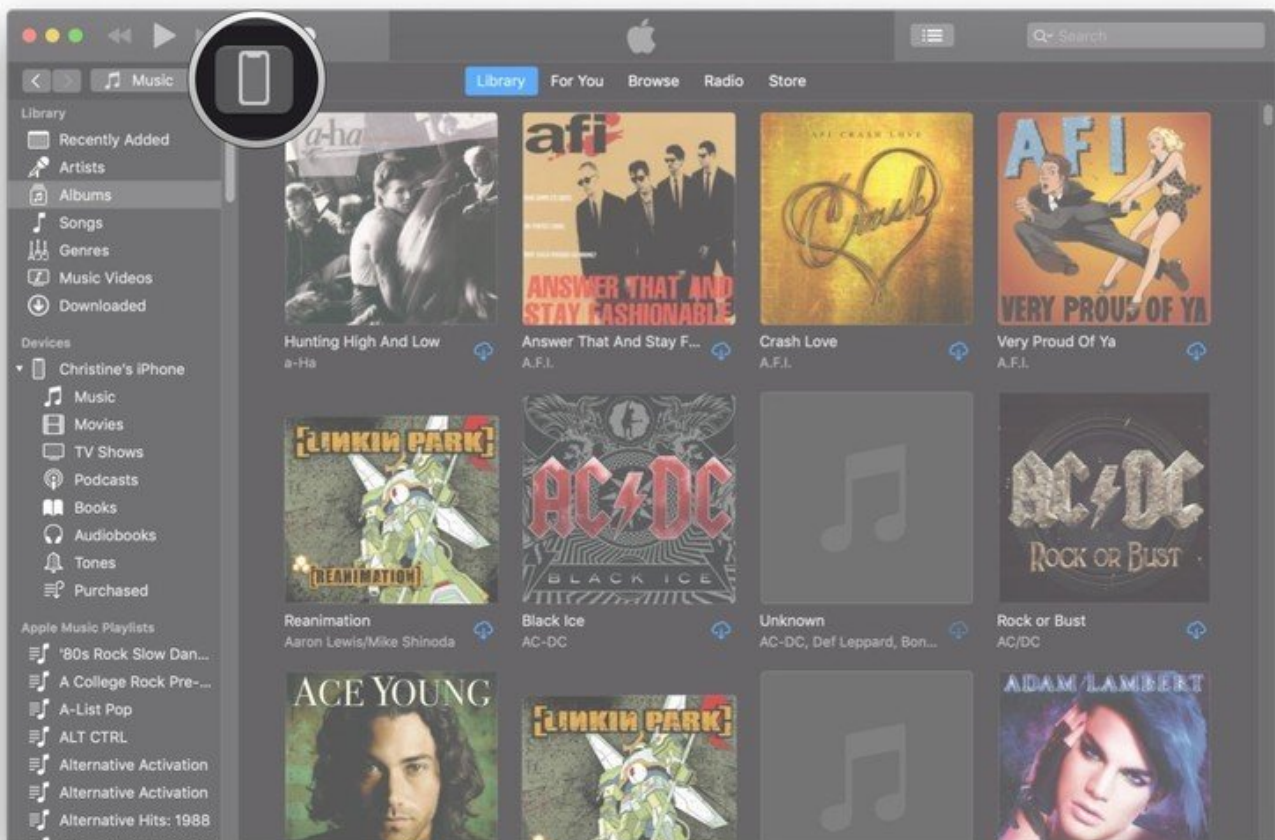 Music
Library
For You
Browse
Radio
Store
Search
Library
Recently Added
Artists
Albums
Songs
Genres
Music Videos
Downloaded
Devices
Christine's iPhone
Music
Movies
TV Shows
Podcasts
Books
Audiobooks
Tones
Purchased
Apple Music Playlists
'80s Rock Slow Dan...
A College Rock Pre-...
A-List Pop
ALT CTRL
Alternative Activation
Alternative Activation
Alternative Hits: 1988
a-ha
Hunting High And Low
a-Ha
afi
ANSWER THAT AND
STAY FASHIONABLE
Answer That And Stay F...
A.F.I.
AFI CRASH LOVE
Crash
Crash Love
A.F.I.
AFI
VERY PROUD OF YA
Very Proud Of Ya
A.F.I.
[LINKIN PARK]
[REANIMATION]
Reanimation
Aaron Lewis/Mike Shinoda
AC DC
BLACK ICE
Black Ice
AC-DC
Unknown
AC-DC, Def Leppard, Bon...
AC DC
ROCK OR BUST
Rock or Bust
AC/DC
ACE YOUNG
[LINKIN PARK]
ADAM LAMBERT